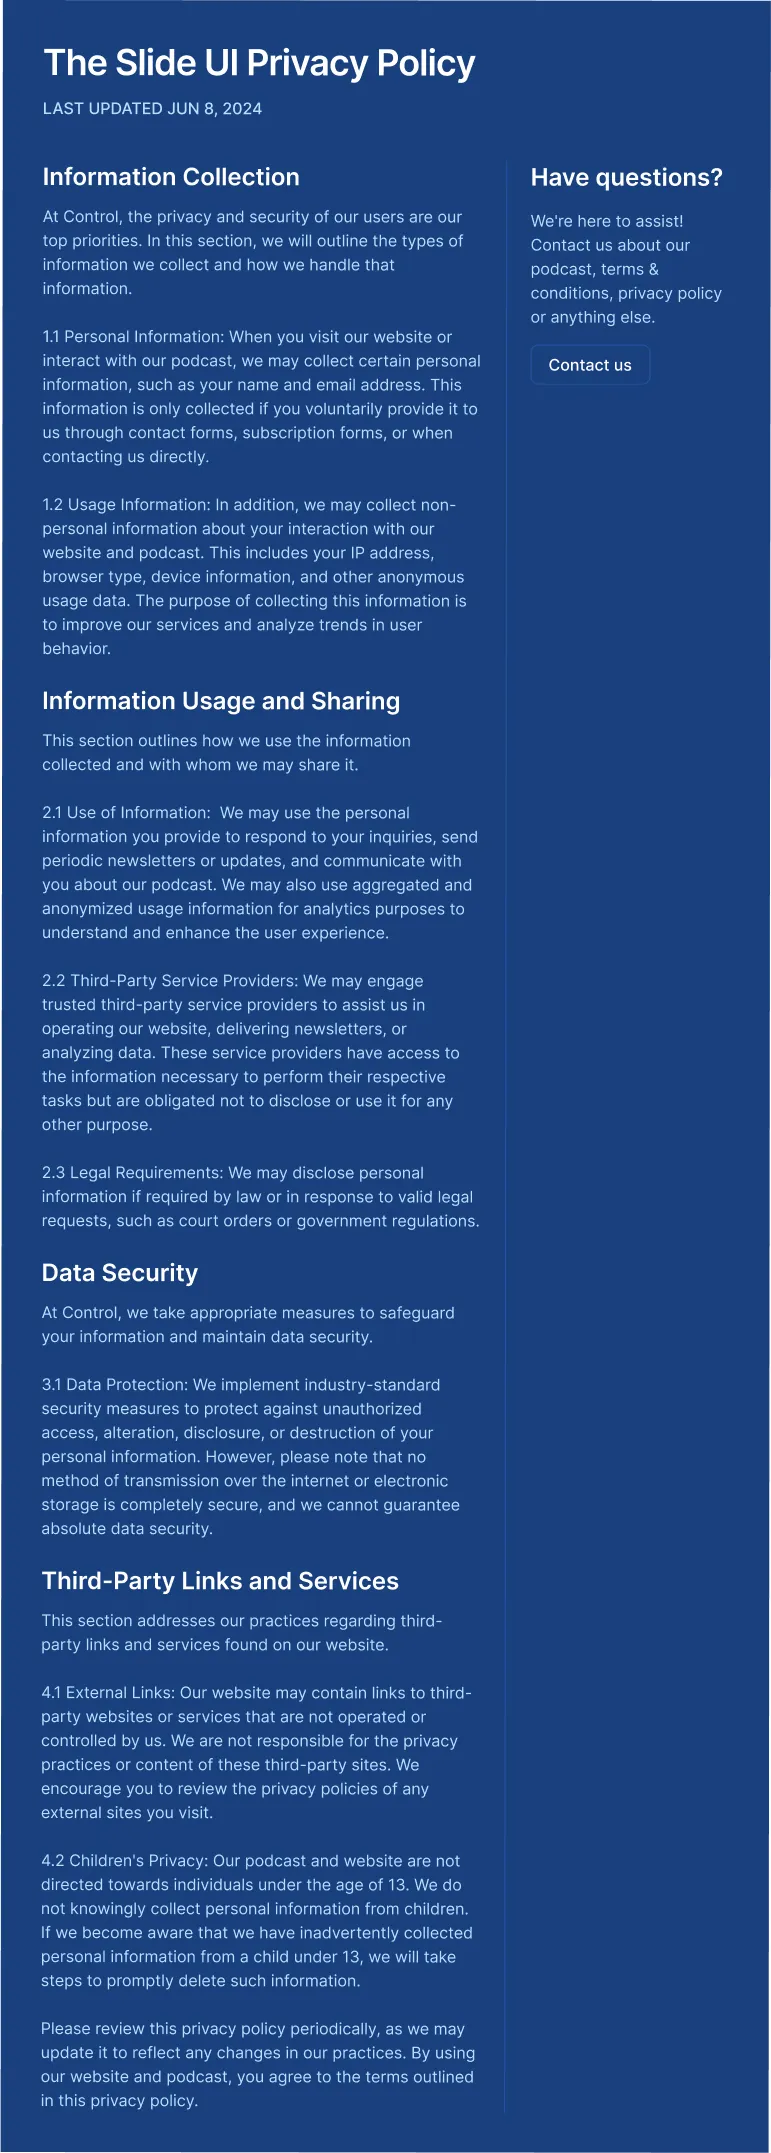 The Slide UI Privacy Policy
LAST UPDATED JUN 8, 2024
Information Collection
At Control, the privacy and security of our users are our
top priorities. In this section, we will outline the types of
information we collect and how we handle that
information.
1.1 Personal Information: When you visit our website or
interact with our podcast, we may collect certain personal
information, such as your name and email address. This
information is only collected if you voluntarily provide it to
us through contact forms, subscription forms, or when
contacting us directly.
1.2 Usage Information: In addition, we may collect non-
personal information about your interaction with our
website and podcast. This includes your IP address,
browser type, device information, and other anonymous
usage data. The purpose of collecting this information is
to improve our services and analyze trends in user
behavior.
Information Usage and Sharing
This section outlines how we use the information
collected and with whom we may share it.
2.1 Use of Information:  We may use the personal
information you provide to respond to your inquiries, send
periodic newsletters or updates, and communicate with
you about our podcast. We may also use aggregated and
anonymized usage information for analytics purposes to
understand and enhance the user experience.
2.2 Third-Party Service Providers: We may engage
trusted third-party service providers to assist us in
operating our website, delivering newsletters, or
analyzing data. These service providers have access to
the information necessary to perform their respective
tasks but are obligated not to disclose or use it for any
other purpose.
2.3 Legal Requirements: We may disclose personal
information if required by law or in response to valid legal
requests, such as court orders or government regulations.
Data Security
At Control, we take appropriate measures to safeguard
your information and maintain data security.
3.1 Data Protection: We implement industry-standard
security measures to protect against unauthorized
access, alteration, disclosure, or destruction of your
personal information. However, please note that no
method of transmission over the internet or electronic
storage is completely secure, and we cannot guarantee
absolute data security.
Third-Party Links and Services
This section addresses our practices regarding third-
party links and services found on our website.
4.1 External Links: Our website may contain links to third-
party websites or services that are not operated or
controlled by us. We are not responsible for the privacy
practices or content of these third-party sites. We
encourage you to review the privacy policies of any
external sites you visit.
4.2 Children's Privacy: Our podcast and website are not
directed towards individuals under the age of 13. We do
not knowingly collect personal information from children.
If we become aware that we have inadvertently collected
personal information from a child under 13, we will take
steps to promptly delete such information.
Please review this privacy policy periodically, as we may
update it to reflect any changes in our practices. By using
our website and podcast, you agree to the terms outlined
in this privacy policy.
Have questions?
We're here to assist!
Contact us about our
podcast, terms &
conditions, privacy policy
or anything else.
Contact us